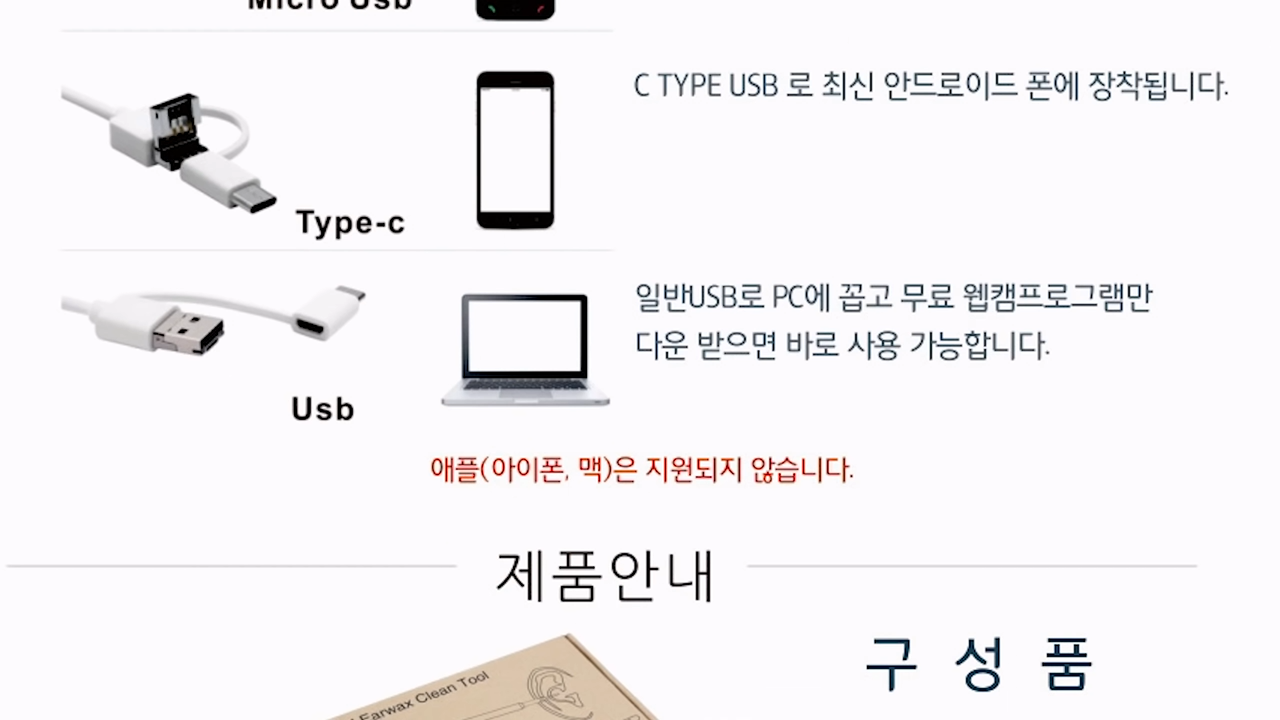 Micro Usb
C TYPE USB 로 최신 안드로이드 폰에 장착됩니다.
Type-c
일반USB로 PC에 꼽고 무료 웹캠프로그램만
다운 받으면 바로 사용 가능합니다.
Usb
애플(아이폰, 맥)은 지원되지 않습니다.
제품안내
구 성 품
Earwax Clean Tool